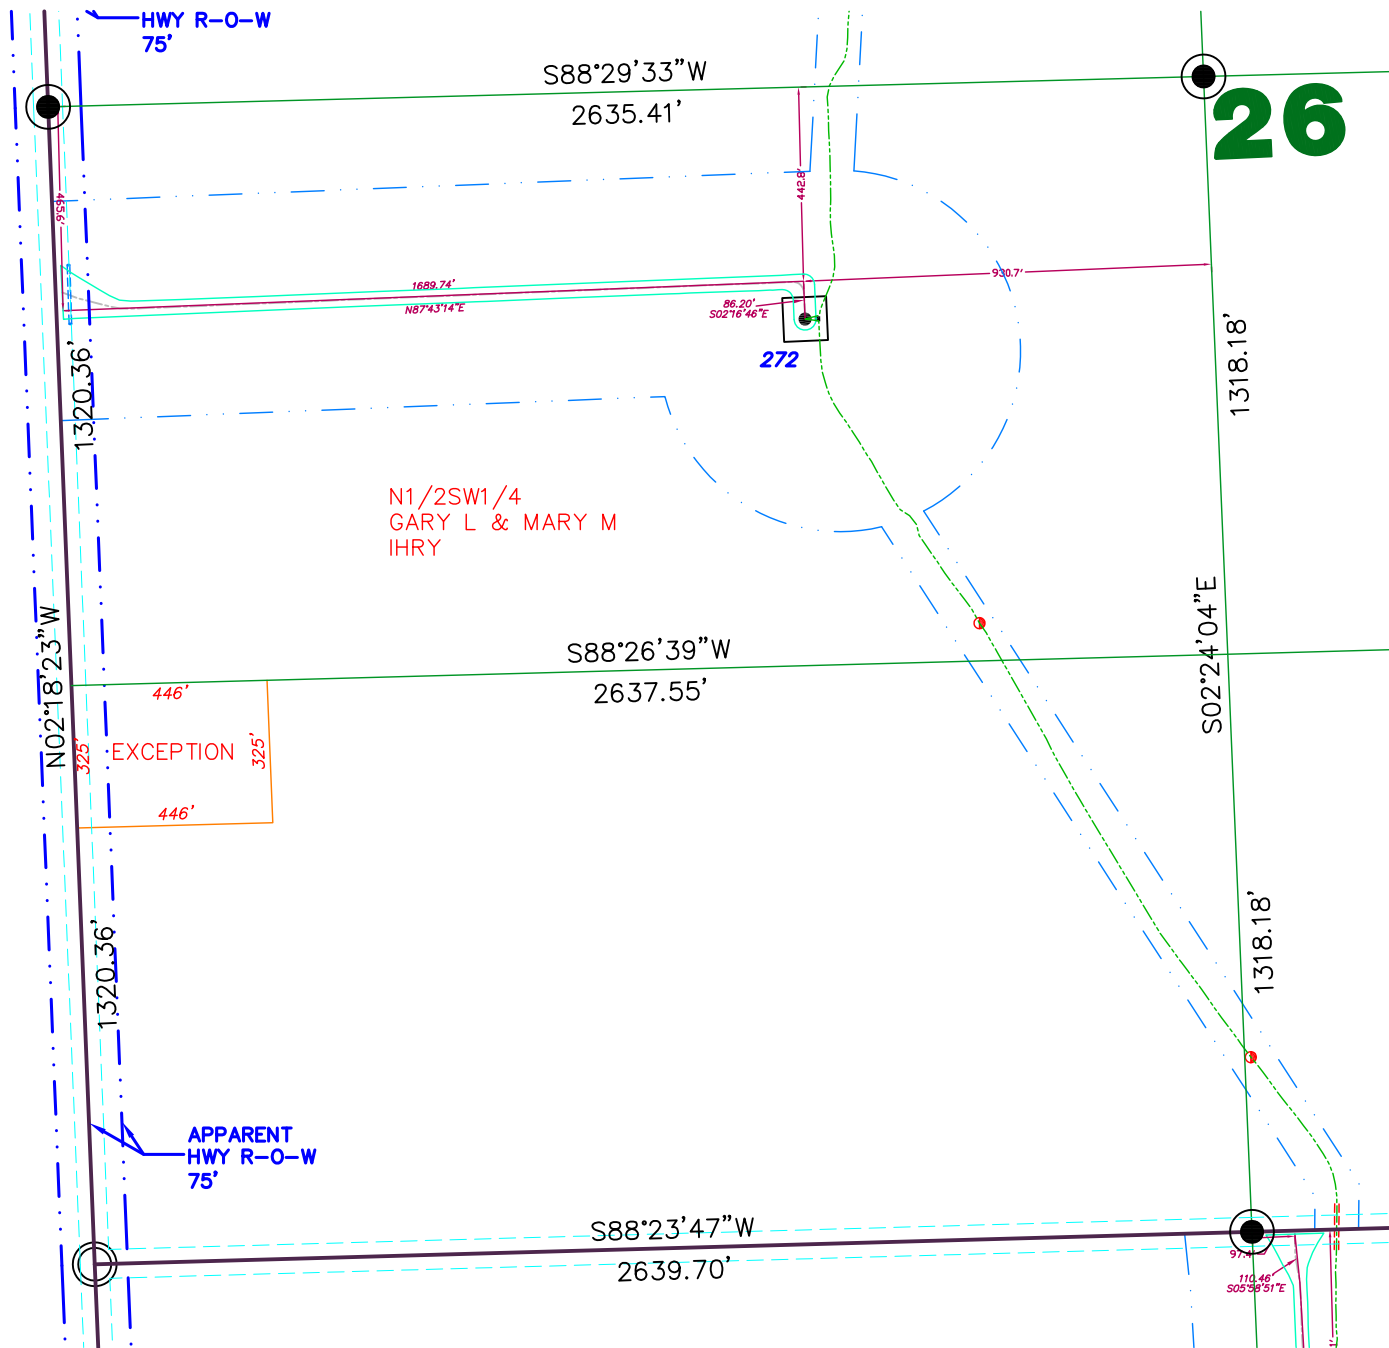 HWY R-O-W
75'
S88°29'33"W
2635.41'
26
442.8'
465.6'
930.7'
1689.74'
N87°43'14"E
86.20'
S02°16'46"E
272
1320.36'
1318.18'
N1/2SW1/4
GARY L & MARY M
IHRY
S02°24'04"E
N02°18'23"W
S88°26'39"W
2637.55'
446'
325'
EXCEPTION
325'
446'
1320.36'
1318.18'
APPARENT
HWY R-O-W
75'
S88°23'47"W
2639.70'
110.46'
S05°58'51"E